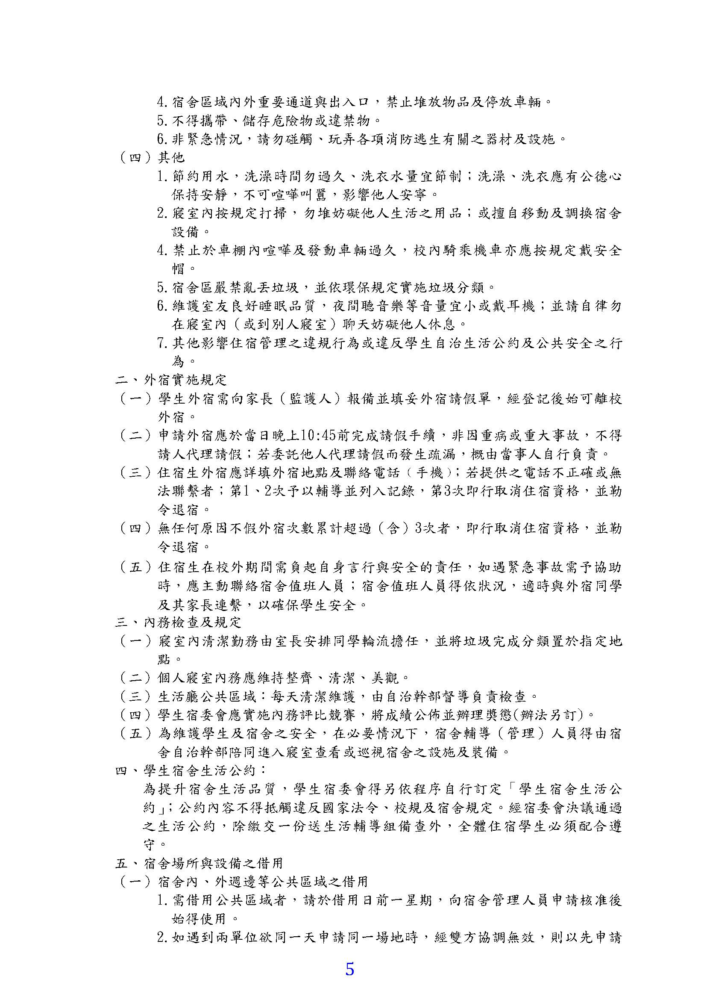 4.宿舍區域內外重要通道與出入口，禁止堆放物品及停放車輛。
5.不得攜帶、儲存危險物或違禁物。
6.非緊急情況，請勿碰觸、玩弄各項消防逃生有關之器材及設施。
（四）其他
1.節約用水，洗澡時間勿過久、洗衣水量宜節制；洗澡、洗衣應有公德心
保持安靜，不可喧嘩叫囂，影響他人安寧。
2.寢室內按規定打掃，勿堆妨礙他人生活之用品；或擅自移動及調換宿舍
設備。
4.禁止於車棚內喧嘩及發動車輛過久，校內騎乘機車亦應按規定戴安全
帽。
5.宿舍區嚴禁亂丟垃圾，並依環保規定實施垃圾分類。
6.維護室友良好睡眠品質，夜間聽音樂等音量宜小或戴耳機；並請自律勿
在寢室內（或到別人寢室）聊天妨礙他人休息。
7.其他影響住宿管理之違規行為或違反學生自治生活公約及公共安全之行
為。
二、外宿實施規定
（一）學生外宿需向家長（監護人）報備並填妥外宿請假單，經登記後始可離校
外宿。
（二）申請外宿應於當日晚上10:45前完成請假手續，非因重病或重大事故，不得
請人代理請假；若委託他人代理請假而發生疏漏，概由當事人自行負責。
（三）住宿生外宿應詳填外宿地點及聯絡電話（手機）；若提供之電話不正確或無
法聯繫者；第1、2次予以輔導並列入記錄，第3次即行取消住宿資格，並勒
令退宿。
（四）無任何原因不假外宿次數累計超過（含）3次者，即行取消住宿資格，並勒
令退宿。
（五）住宿生在校外期間需負起自身言行與安全的責任，如遇緊急事故需予協助
時，應主動聯絡宿舍值班人員；宿舍值班人員得依狀況，適時與外宿同學
及其家長連繫，以確保學生安全。
三、內務檢查及規定
（一）寢室內清潔勤務由室長安排同學輪流擔任，並將垃圾完成分類置於指定地
點。
（二）個人寢室內務應維持整齊、清潔、美觀。
（三）生活廳公共區域：每天清潔維護，由自治幹部督導負責檢查。
（四）學生宿委會應實施內務評比競賽，將成績公佈並辦理獎懲(辦法另訂)。
（五）為維護學生及宿舍之安全，在必要情況下，宿舍輔導（管理）人員得由宿
舍自治幹部陪同進入寢室查看或巡視宿舍之設施及裝備。
四、學生宿舍生活公約：
為提升宿舍生活品質，學生宿委會得另依程序自行訂定「學生宿舍生活公
約」；公約內容不得抵觸違反國家法令、校規及宿舍規定。經宿委會決議通過
之生活公約，除繳交一份送生活輔導組備查外，全體住宿學生必須配合遵
守。
五、宿舍場所與設備之借用
（一）宿舍內、外週邊等公共區域之借用
1.需借用公共區域者，請於借用日前一星期，向宿舍管理人員申請核准後
始得使用。
2.如遇到兩單位欲同一天申請同一場地時，經雙方協調無效，則以先申請
5